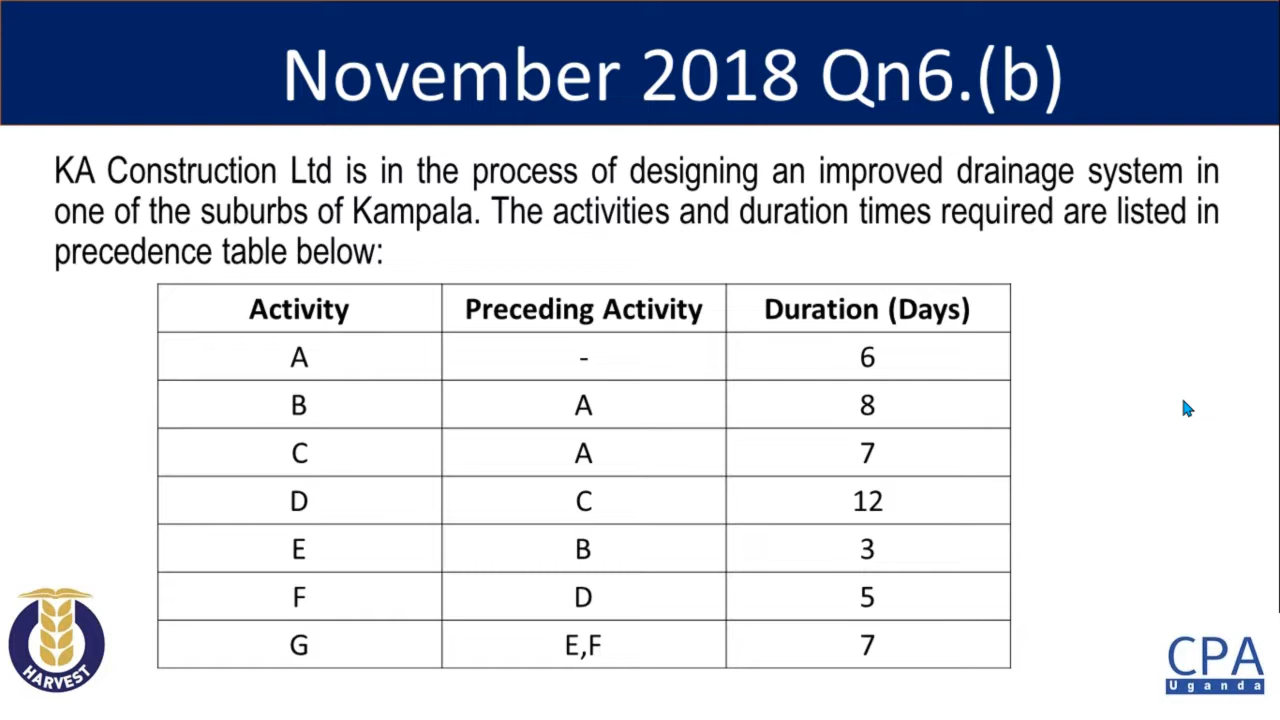 November 2018 Qn6.(b)
KA Construction Ltd is in the process of designing an improved drainage system in
one of the suburbs of Kampala. The activities and duration times required are listed in
precedence table below:
Activity Preceding Activity Duration (Days)
A - 6
B A 8
C A 7
D C 12
E B 3
F D 5
G E,F 7
HARVEST
CPA
Uganda